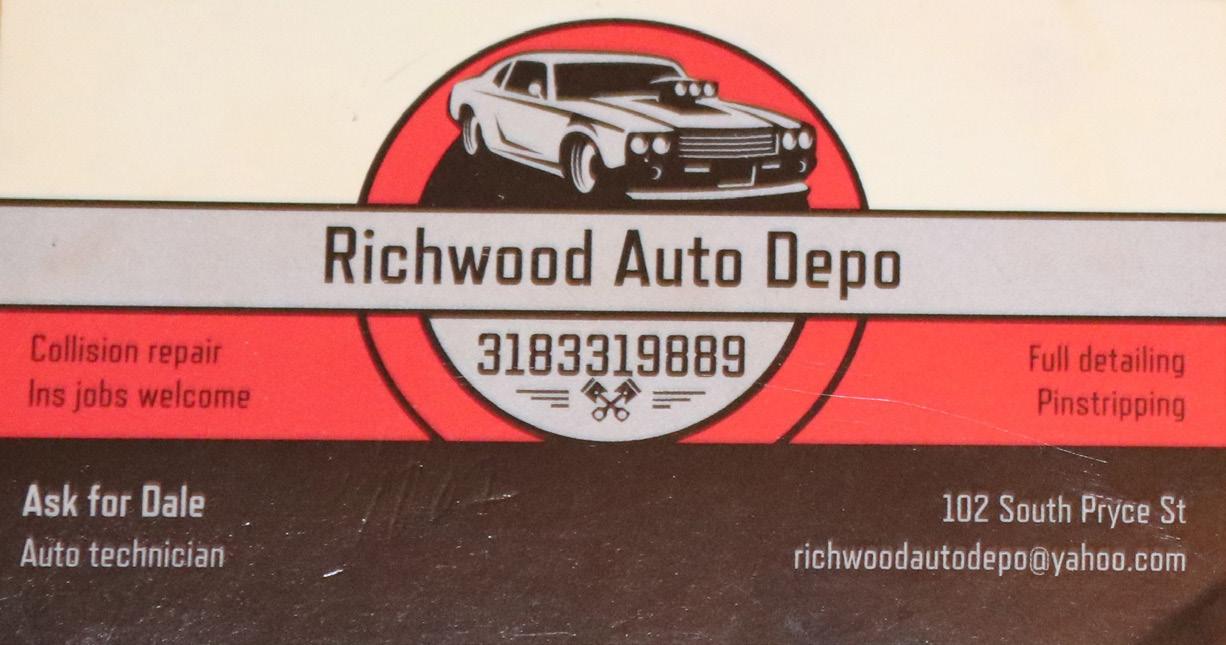 Richwood Auto Depo
3183319889
Collision repair
Ins jobs welcome
Full detailing
Pinstripping
Ask for Dale
Auto technician
102 South Pryce St
richwoodautodepo@yahoo.com